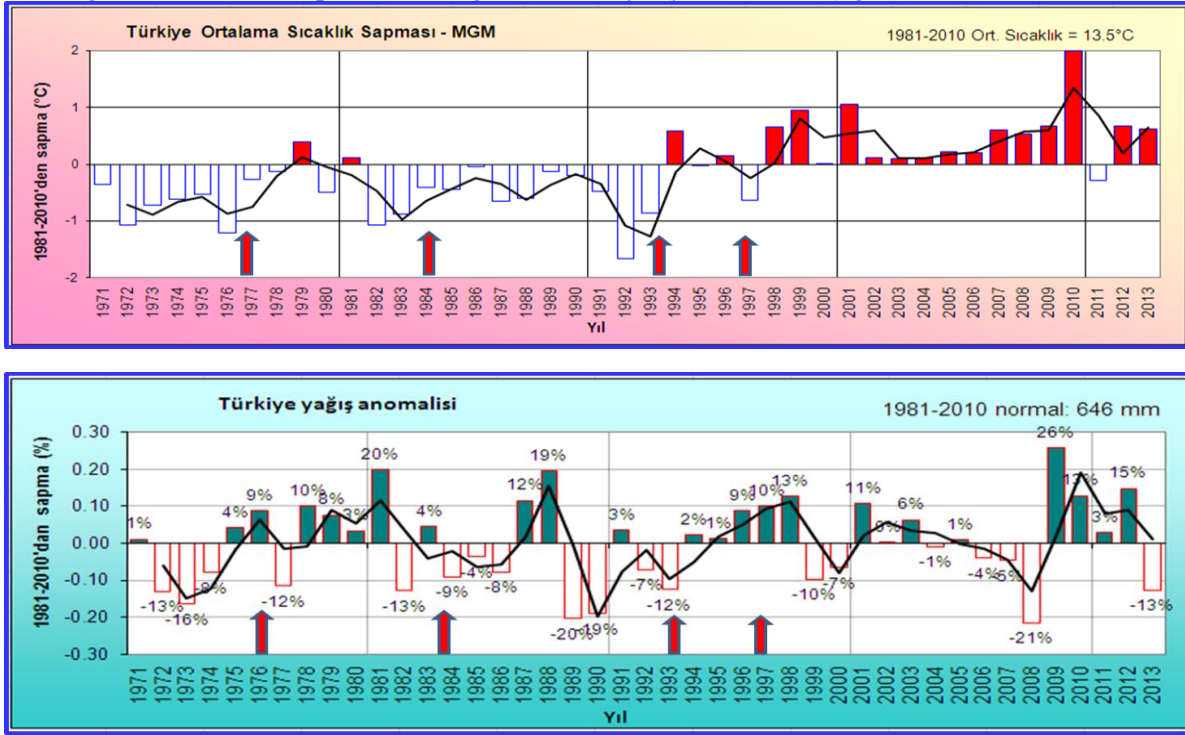 Türkiye Ortalama Sıcaklık Sapması - MGM
1981-2010 Ort. Sıcaklık = 13.5°C
1981-2010'den sapma (°C)
2
1
0
-1
-2
1971 1972 1973 1974 1975 1976 1977 1978 1979 1980 1981 1982 1983 1984 1985 1986 1987 1988 1989 1990 1991 1992 1993 1994 1995 1996 1997 1998 1999 2000 2001 2002 2003 2004 2005 2006 2007 2008 2009 2010 2011 2012 2013
Yıl
Türkiye yağış anomalisi
1981-2010 normal: 646 mm
1981-2010'dan sapma (%)
0.30
0.20
0.10
0.00
-0.10
-0.20
-0.30
1% -13% -16% -8% 4% 9% -12% 10% 8% 3% 20% -13% 4% -9% -4% -8% 12% 19% -20% -19% 3% -7% -12% 2% 1% 9% 10% 13% -10% -7% 11% 0% 6% -1% 1% -4% -5% -21% 26% 13% 3% 15% -13%
1971 1972 1973 1974 1975 1976 1977 1978 1979 1980 1981 1982 1983 1984 1985 1986 1987 1988 1989 1990 1991 1992 1993 1994 1995 1996 1997 1998 1999 2000 2001 2002 2003 2004 2005 2006 2007 2008 2009 2010 2011 2012 2013
Yıl